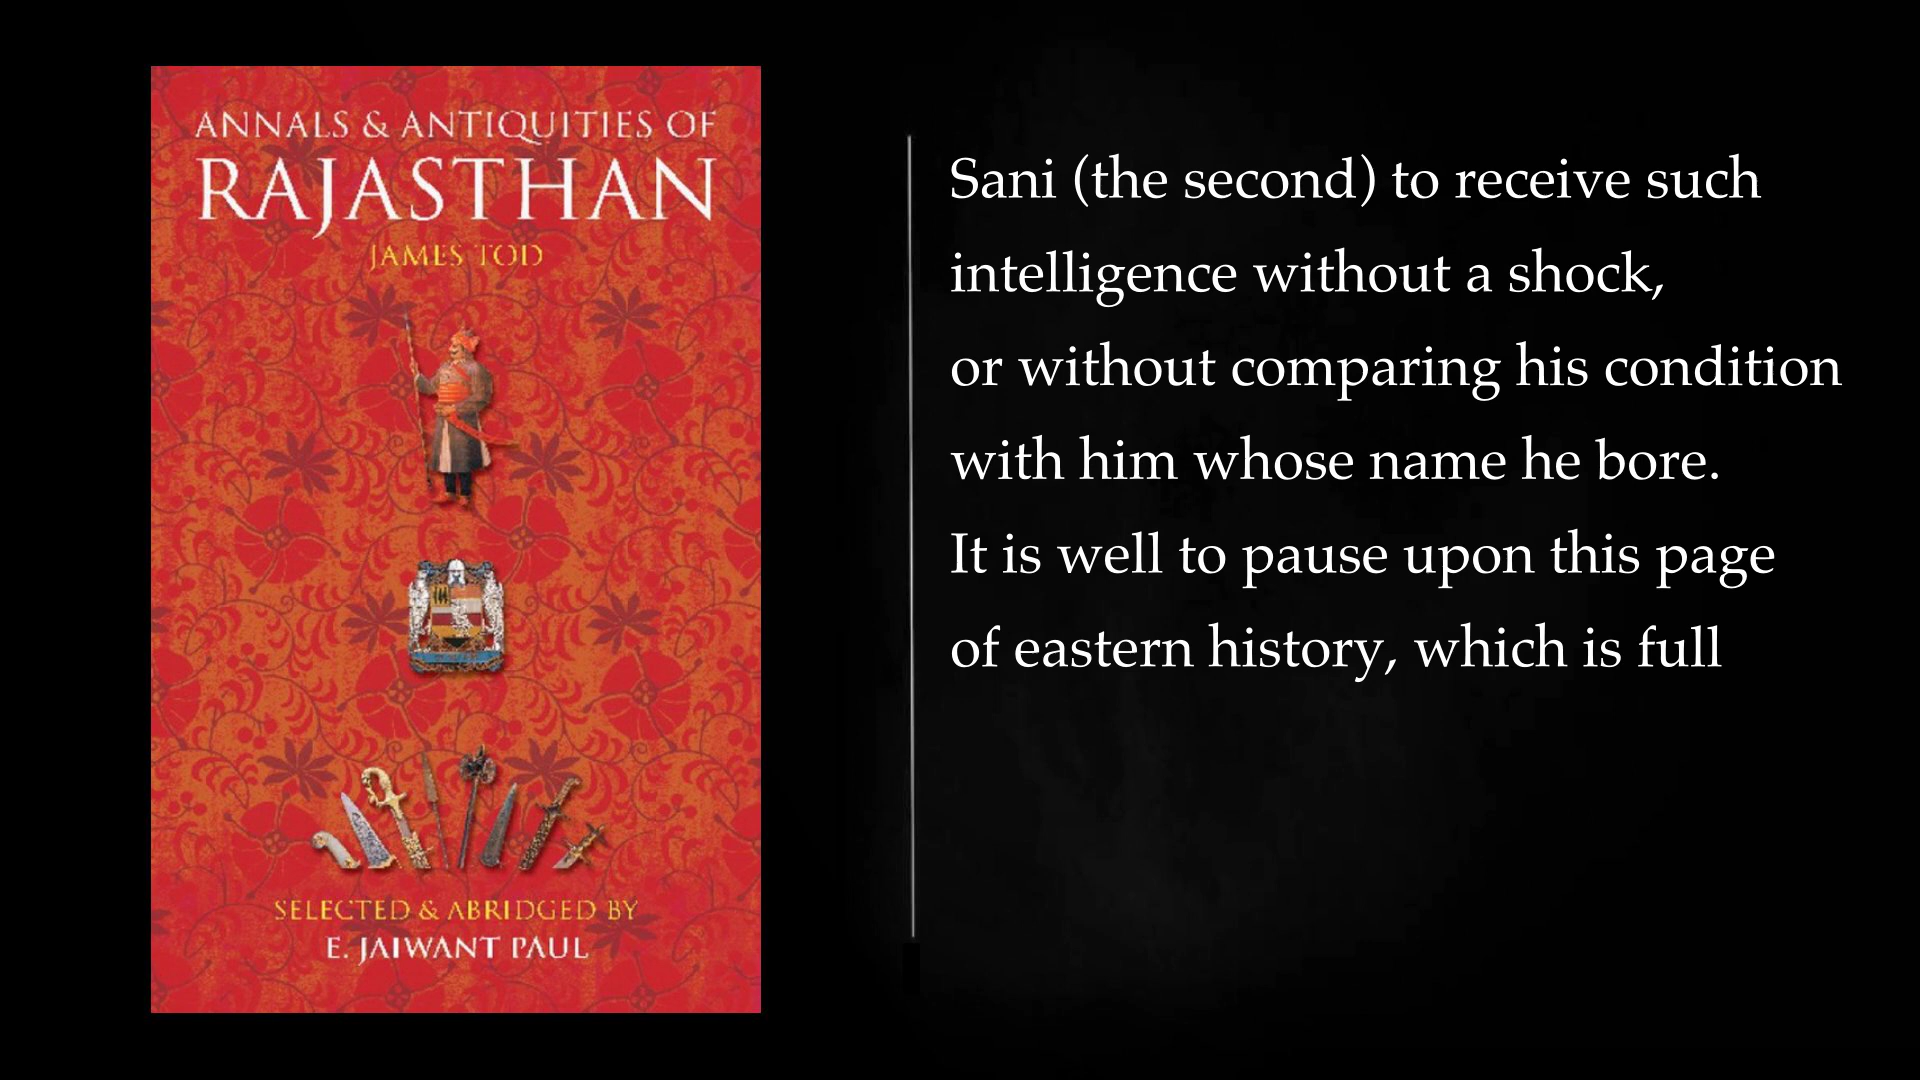 ANNALS & ANTIQUITIES OF
RAJASTHAN
JAMES TOD
SELECTED & ABRIDGED BY
E. JAIWANT PAUL
Sani (the second) to receive such
intelligence without a shock,
or without comparing his condition
with him whose name he bore.
It is well to pause upon this page
of eastern history, which is full